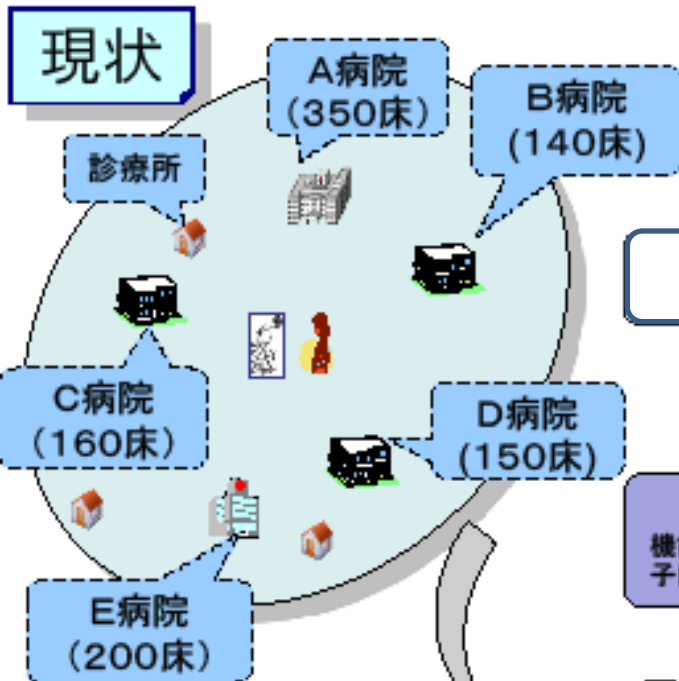 現状
A病院
（350床）
B病院
(140床)
診療所
C病院
（160床）
D病院
(150床)
E病院
（200床）